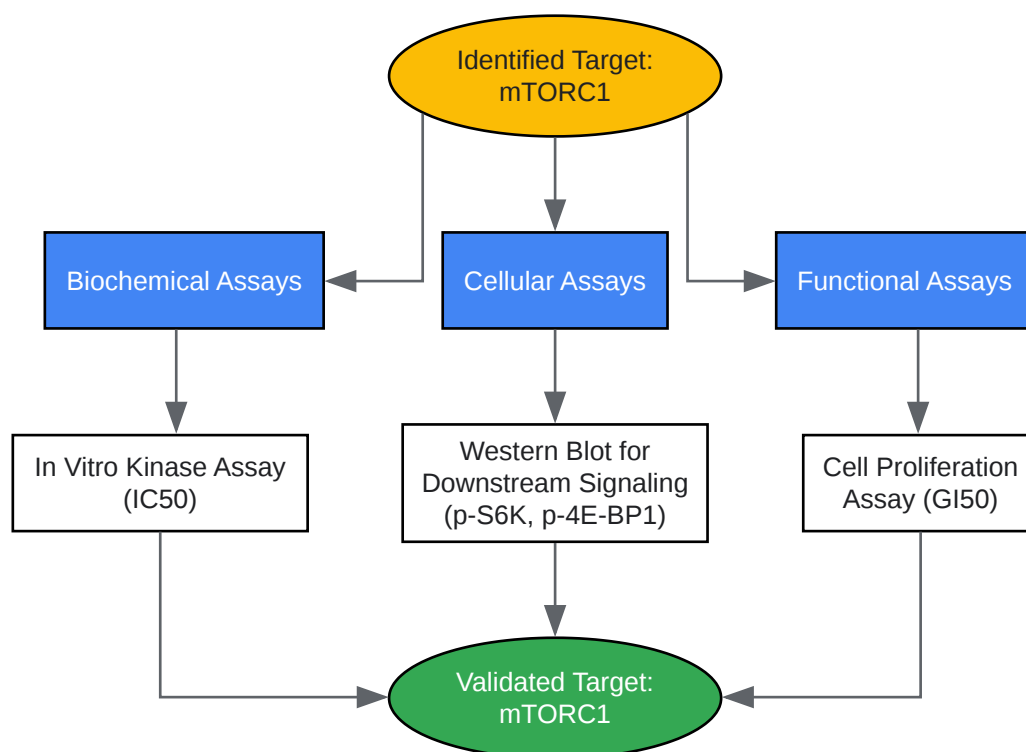 Identified Target:
mTORC1
Biochemical Assays
Cellular Assays
Functional Assays
In Vitro Kinase Assay
(IC50)
Western Blot for
Downstream Signaling
(p-S6K, p-4E-BP1)
Cell Proliferation
Assay (GI50)
Validated Target:
mTORC1